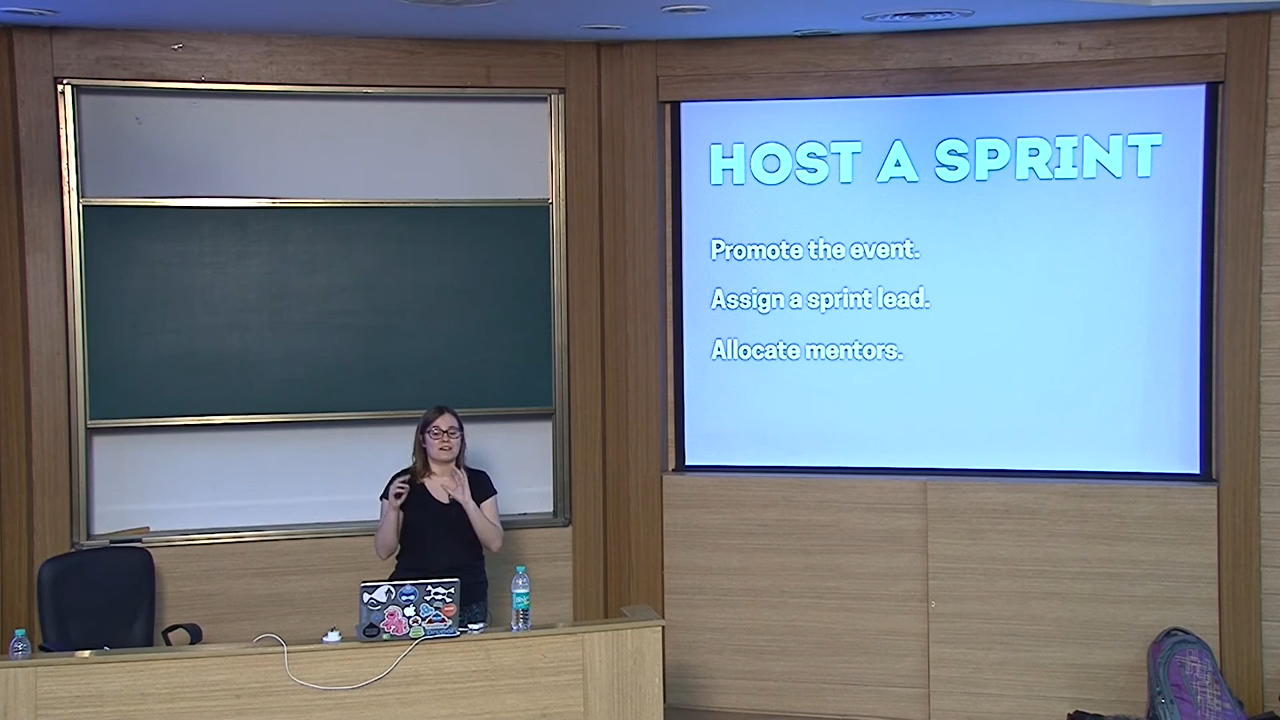 HOST A SPRINT
Promote the event.
Assign a sprint lead.
Allocate mentors.